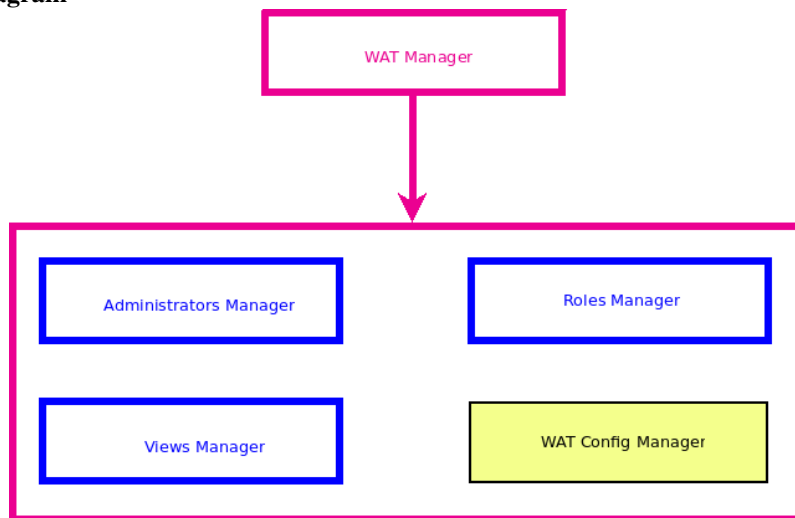 WAT Manager
Administrators Manager
Roles Manager
Views Manager
WAT Config Manager